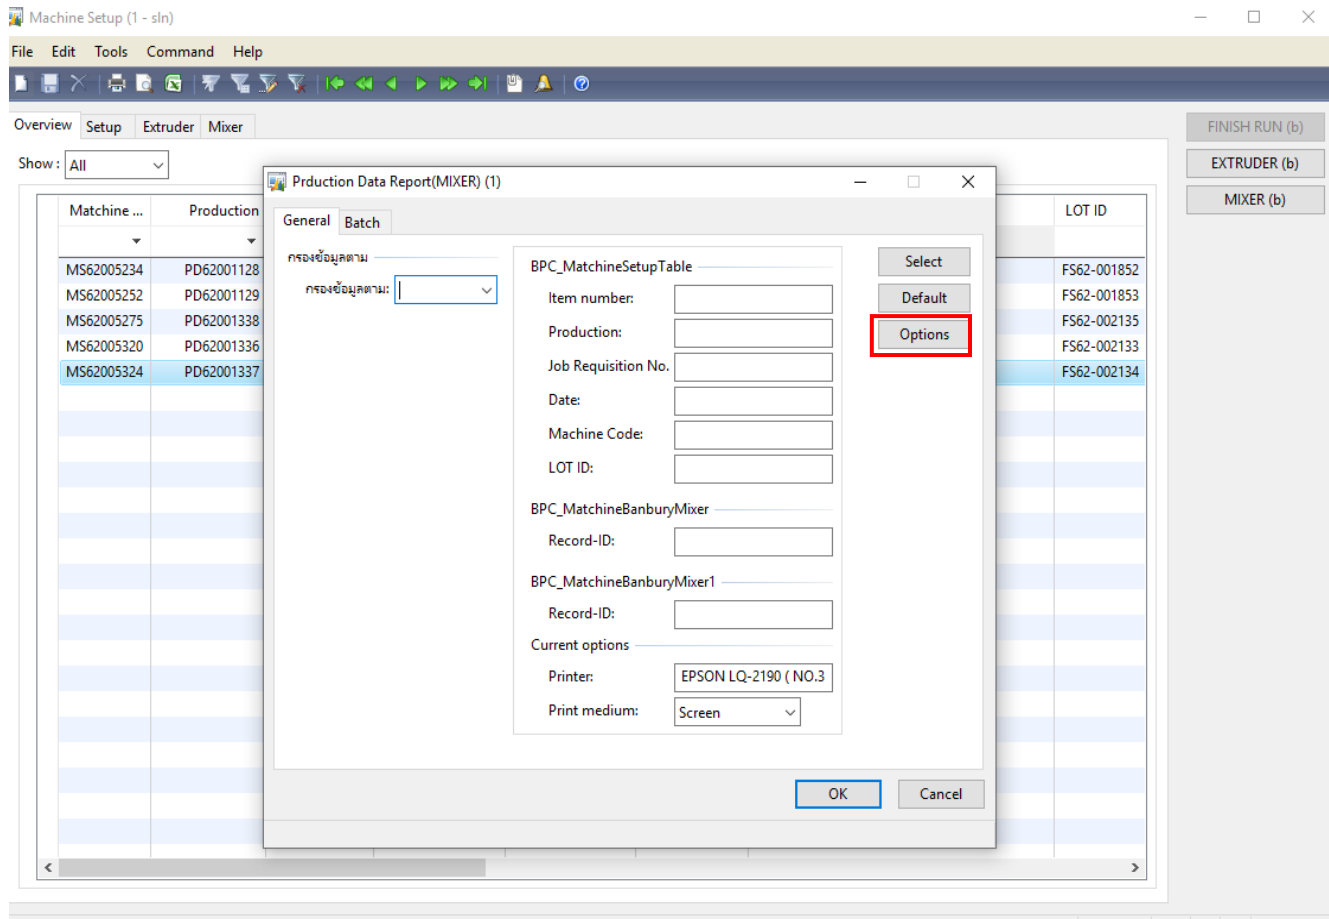 Machine Setup (1 - sln)
File Edit Tools Command Help
Overview Setup Extruder Mixer
Show : All
FINISH RUN (b)
EXTRUDER (b)
MIXER (b)
Matchine ... Production LOT ID
MS62005234 PD62001128 FS62-001852
MS62005252 PD62001129 FS62-001853
MS62005275 PD62001338 FS62-002135
MS62005320 PD62001336 FS62-002133
MS62005324 PD62001337 FS62-002134
Prduction Data Report(MIXER) (1)
General Batch
กรองข้อมูลตาม
กรองข้อมูลตาม:
BPC_MatchineSetupTable
Item number:
Production:
Job Requisition No.
Date:
Machine Code:
LOT ID:
BPC_MatchineBanburyMixer
Record-ID:
BPC_MatchineBanburyMixer1
Record-ID:
Current options
Printer: EPSON LQ-2190 ( NO.3
Print medium: Screen
Select
Default
Options
OK Cancel